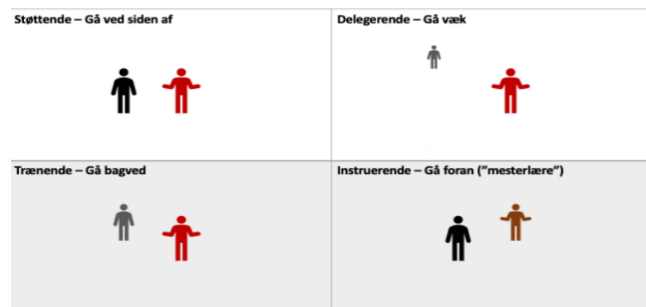 Støttende – Gå ved siden af
Delegerende – Gå væk
Trænende – Gå bagved
Instruerende – Gå foran (”mesterlære”)